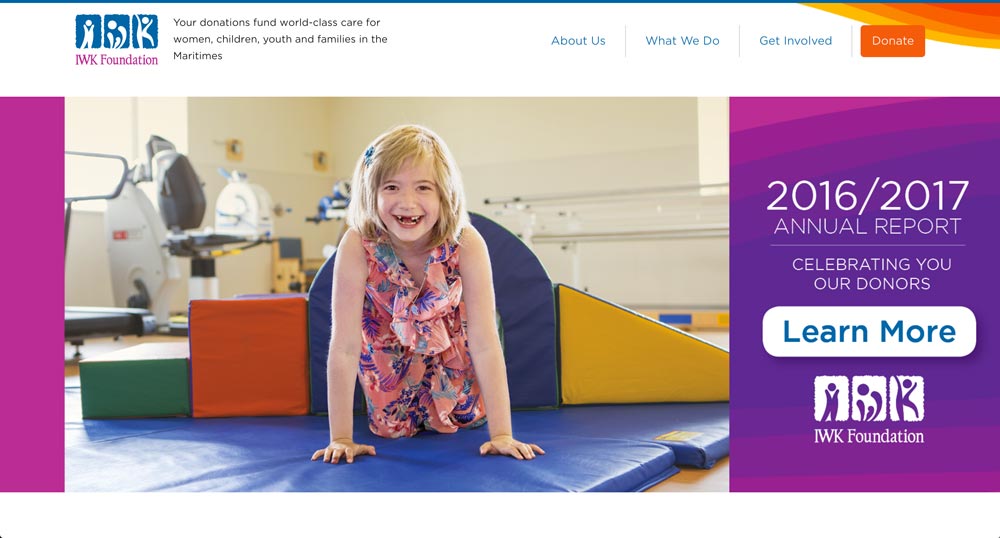 IWK Foundation
Your donations fund world-class care for
women, children, youth and families in the
Maritimes
About Us
What We Do
Get Involved
Donate
2016/2017
ANNUAL REPORT
CELEBRATING YOU
OUR DONORS
Learn More
IWK Foundation